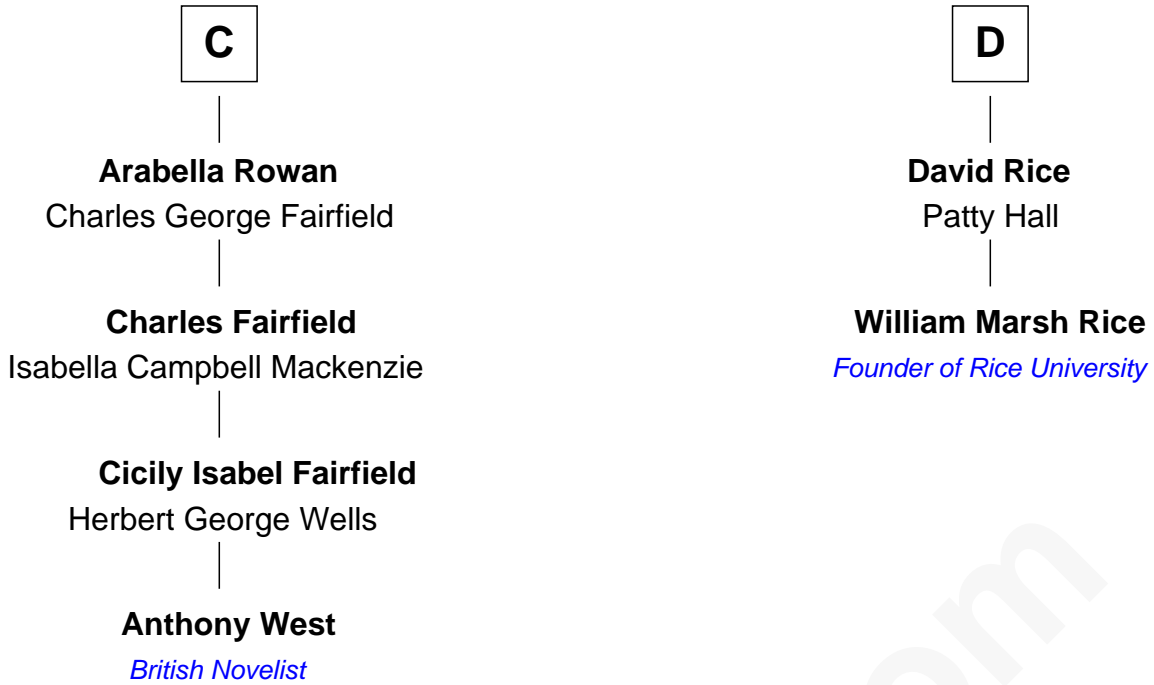 C
Arabella Rowan
Charles George Fairfield
Charles Fairfield
Isabella Campbell Mackenzie
Cicily Isabel Fairfield
Herbert George Wells
Anthony West
British Novelist
D
David Rice
Patty Hall
William Marsh Rice
Founder of Rice University
om